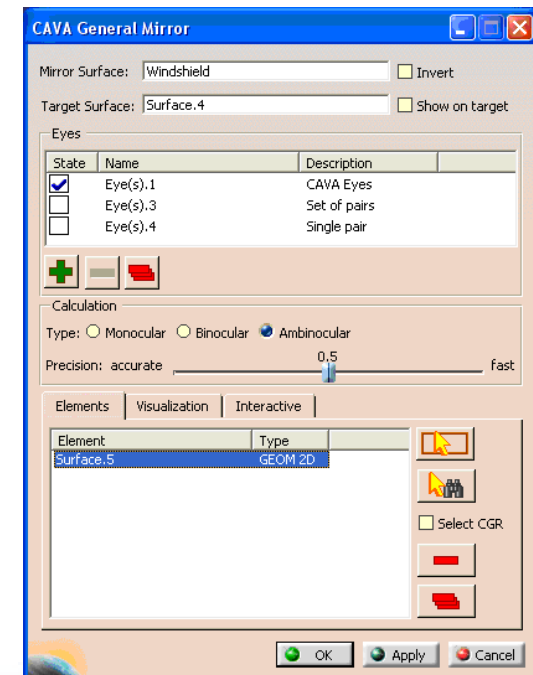 CAVA General Mirror
Mirror Surface: Windshield Invert
Target Surface: Surface.4 Show on target
Eyes
State Name Description
Eye(s).1 CAVA Eyes
Eye(s).3 Set of pairs
Eye(s).4 Single pair
Calculation
Type: Monocular Binocular Ambinocular
0,5
Precision: accurate fast
Elements Visualization Interactive
Element Type
Surface.5 GEOM 2D
Select CGR
OK Apply Cancel